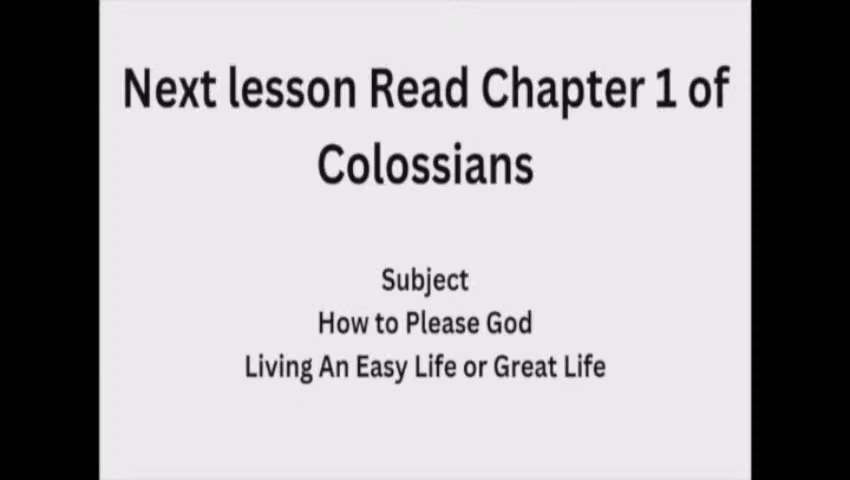 Next lesson Read Chapter 1 of
Colossians
Subject
How to Please God
Living An Easy Life or Great Life